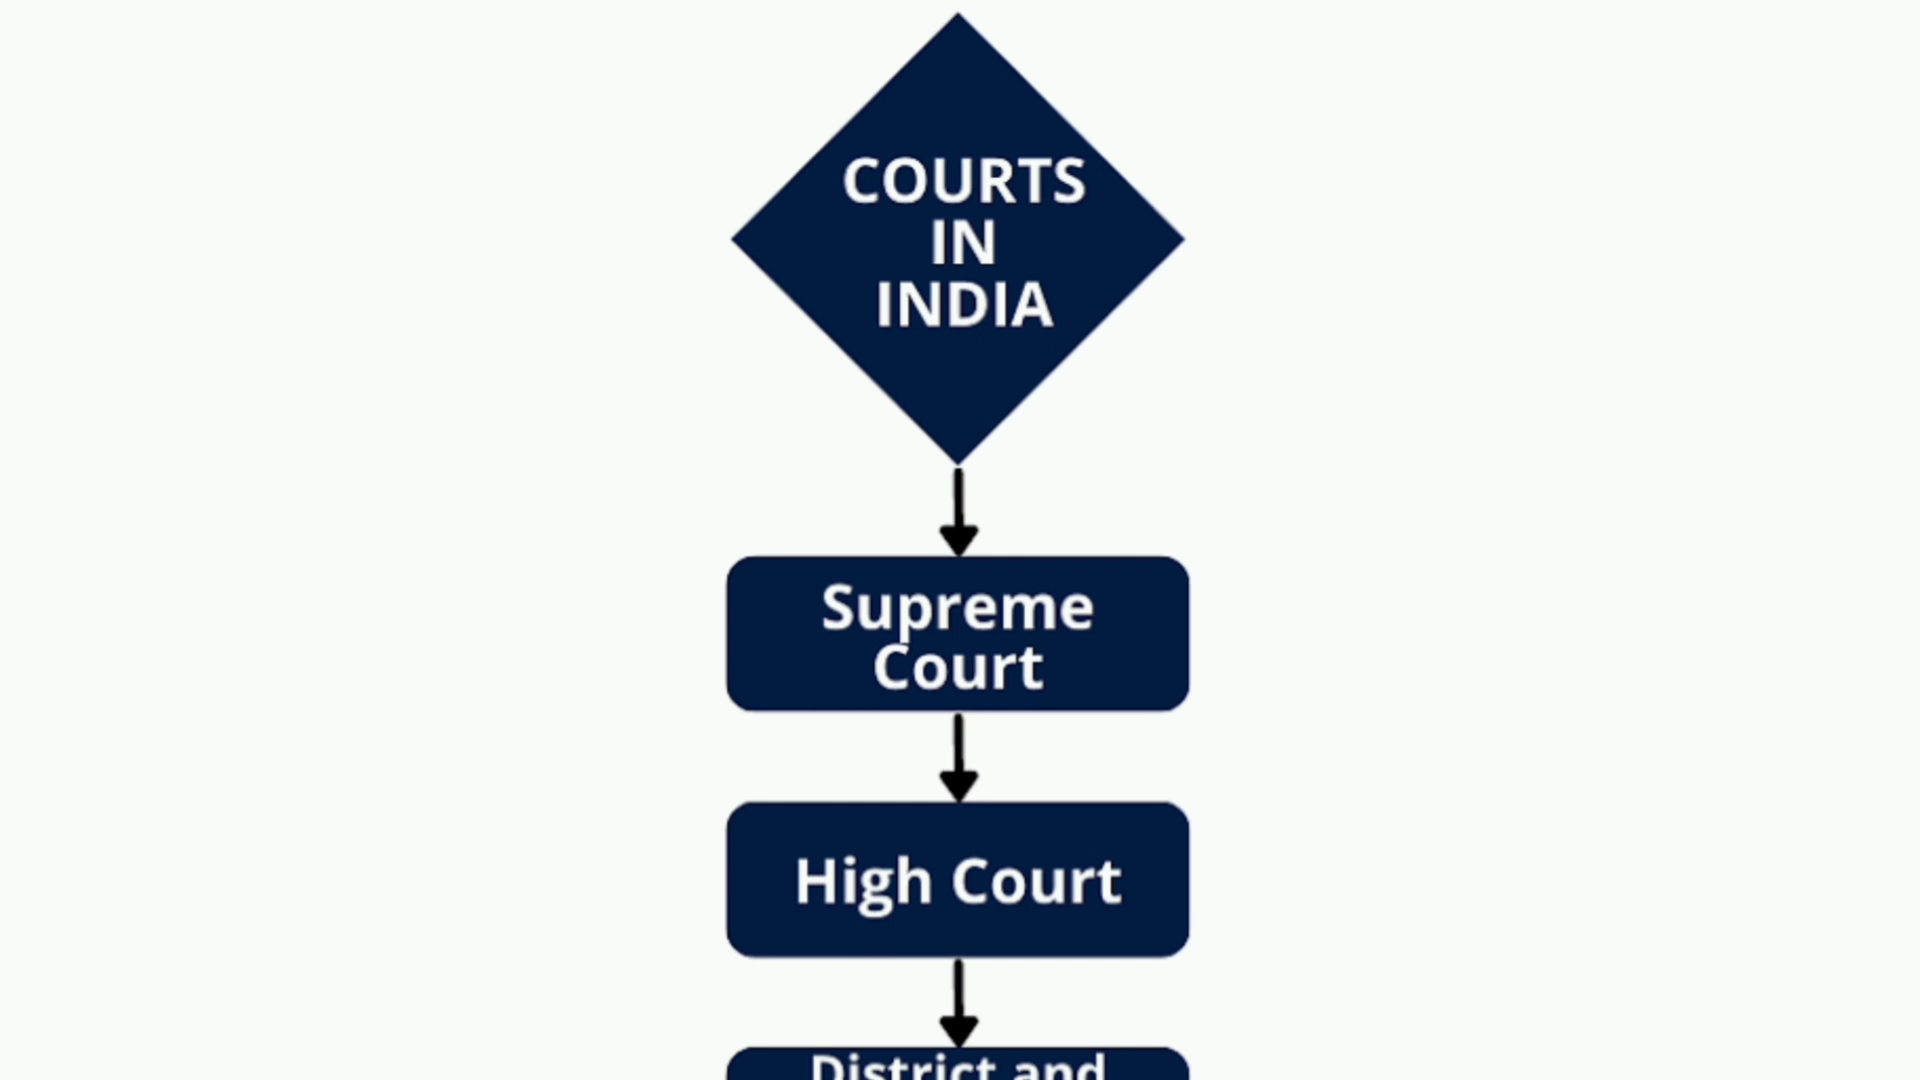 COURTS
IN
INDIA
Supreme
Court
High Court
District and